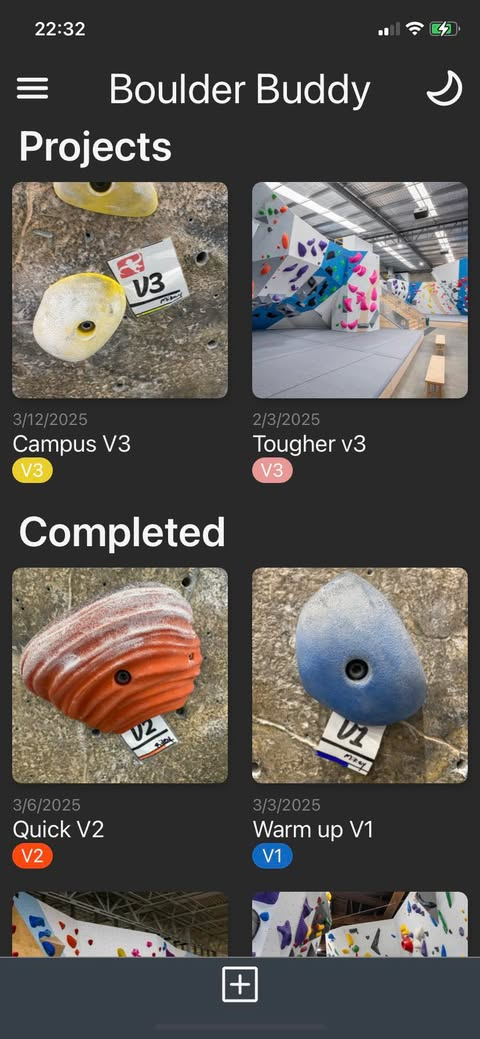 22:32
Boulder Buddy
Projects
V3
3/12/2025
Campus V3
V3
2/3/2025
Tougher v3
V3
Completed
V2
V1
3/6/2025
Quick V2
V2
3/3/2025
Warm up V1
V1